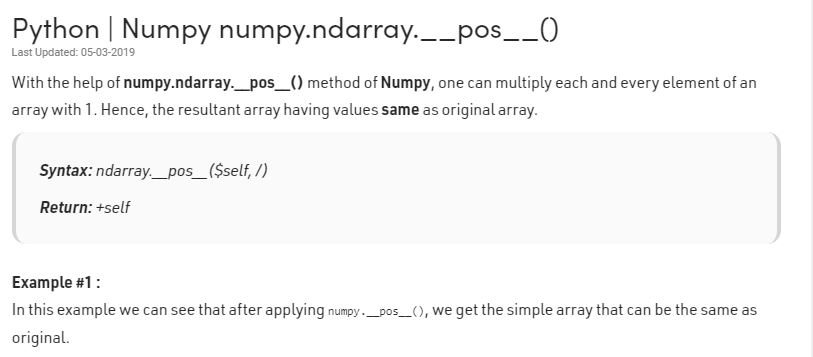 Python | Numpy numpy.ndarray.__pos__()
Last Updated: 05-03-2019
With the help of numpy.ndarray.__pos__() method of Numpy, one can multiply each and every element of an
array with 1. Hence, the resultant array having values same as original array.
Syntax: ndarray.__pos__($self, /)
Return: +self
Example #1 :
In this example we can see that after applying numpy.__pos__(), we get the simple array that can be the same as
original.